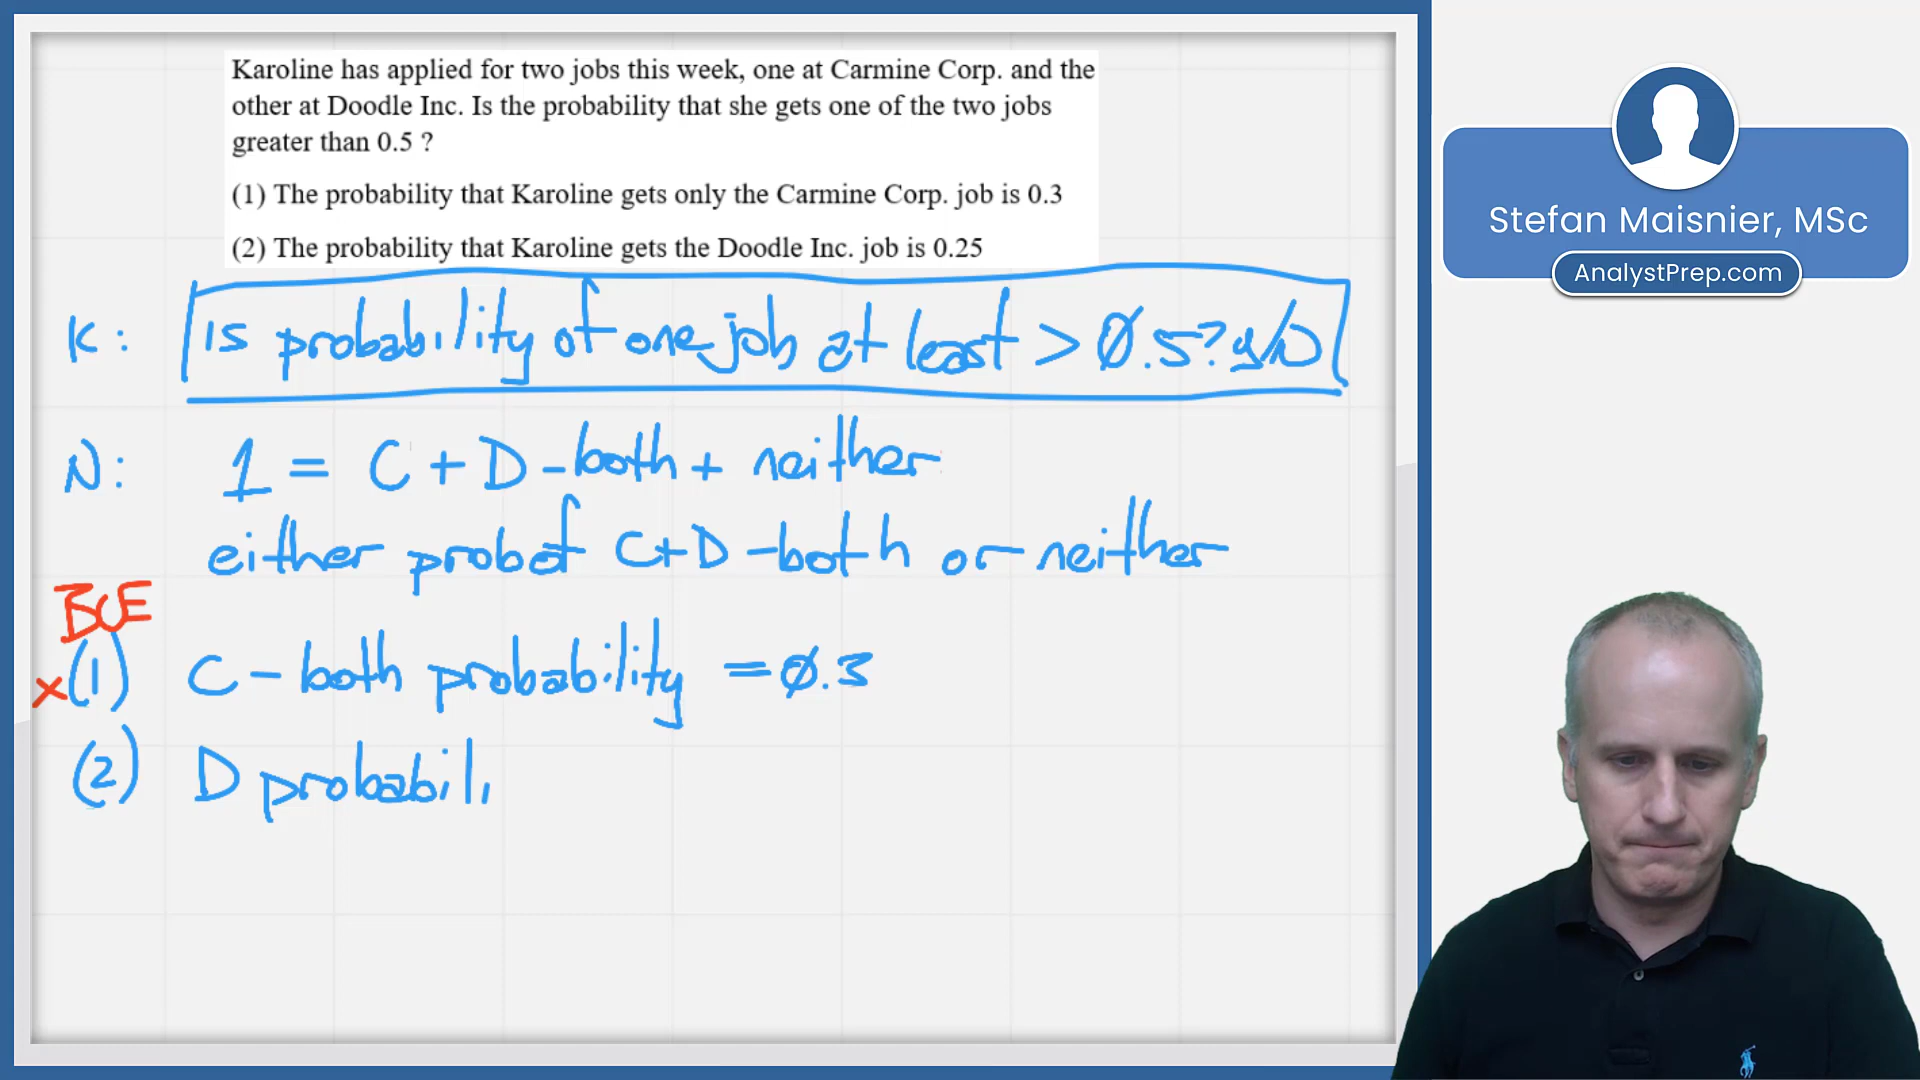 Karoline has applied for two jobs this week, one at Carmine Corp. and the
other at Doodle Inc. Is the probability that she gets one of the two jobs
greater than 0.5 ?
(1) The probability that Karoline gets only the Carmine Corp. job is 0.3
(2) The probability that Karoline gets the Doodle Inc. job is 0.25
K: is probability of one job at least > 0.5? y/N
N: 1 = C + D - both + neither
either prob of C+D - both or neither
BCE
x (1) C - both probability = 0.3
(2) D probabili
Stefan Maisnier, MSc
AnalystPrep.com